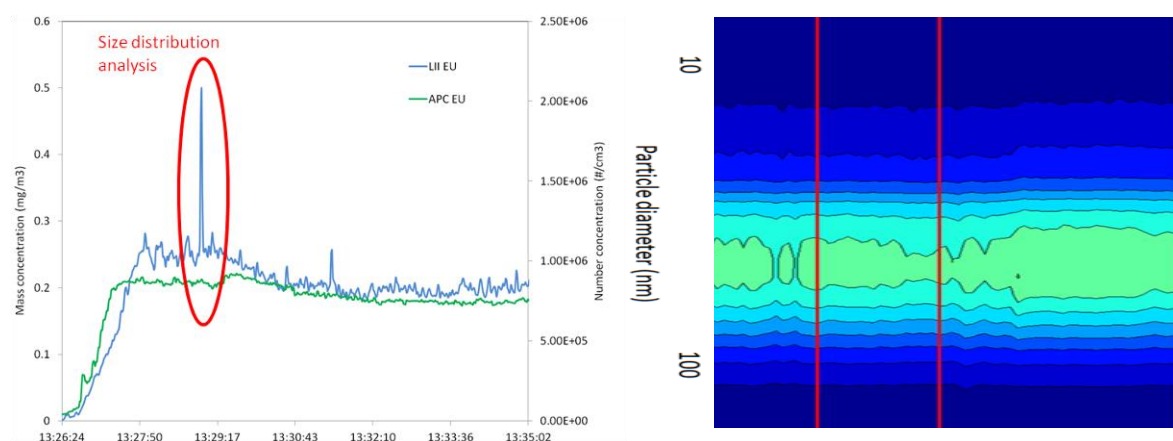 Size distribution
analysis
LII EU
APC EU
Mass concentration (mg/m3)
0.6
0.5
0.4
0.3
0.2
0.1
0
Number concentration (#/cm3)
2.50E+06
2.00E+06
1.50E+06
1.00E+06
5.00E+05
0.00E+00
13:26:24 13:27:50 13:29:17 13:30:43 13:32:10 13:33:36 13:35:02
Particle diameter (nm)
10
100